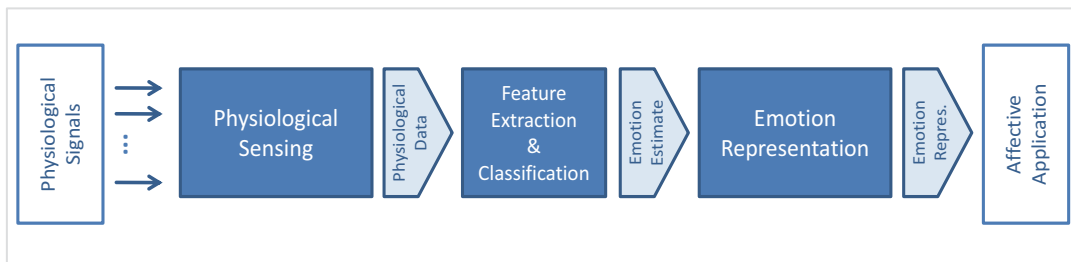 Physiological
Signals
...
Physiological
Sensing
Physiological
Data
Feature
Extraction
&
Classification
Emotion
Estimate
Emotion
Representation
Emotion
Repres.
Affective
Application